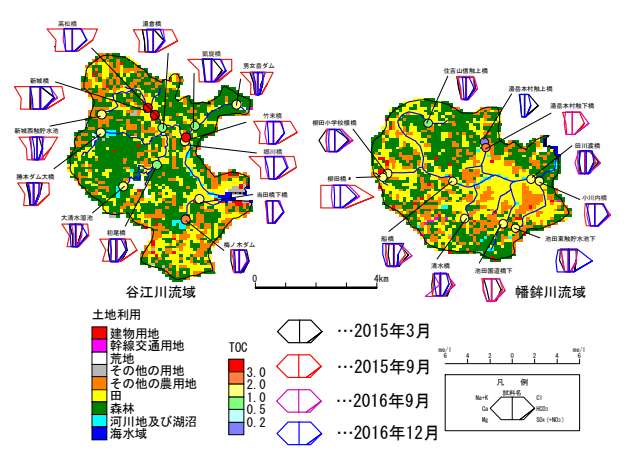 高松橋
湯倉橋
凱旋橋
男女岳ダム
新城橋
竹末橋
新城西触貯水池
郷川橋
勝本ダム大橋
当田橋下橋
大清水溜池
初尾橋
梅ノ木ダム
谷江川流域
住吉山信触上橋
湯岳本村触上橋
湯岳本村触下橋
柳田小学校横橋
田川渡橋
柳田橋
小川内橋
船橋
清水橋
池田国道橋下
池田東触貯水池下
幡鉾川流域
0
4km
土地利用
建物用地
幹線交通用地
荒地
その他の用地
その他の農用地
田
森林
河川地及び湖沼
海水域
TOC
3.0
2.0
1.0
0.5
0.2
…2015年3月
…2015年9月
…2016年9月
…2016年12月
me/l
me/l
6 4 2 0 2 4 6
凡 例
試料名
Na+K
Cl
Ca
HCO₃
Mg
SO₄(+NO₃)